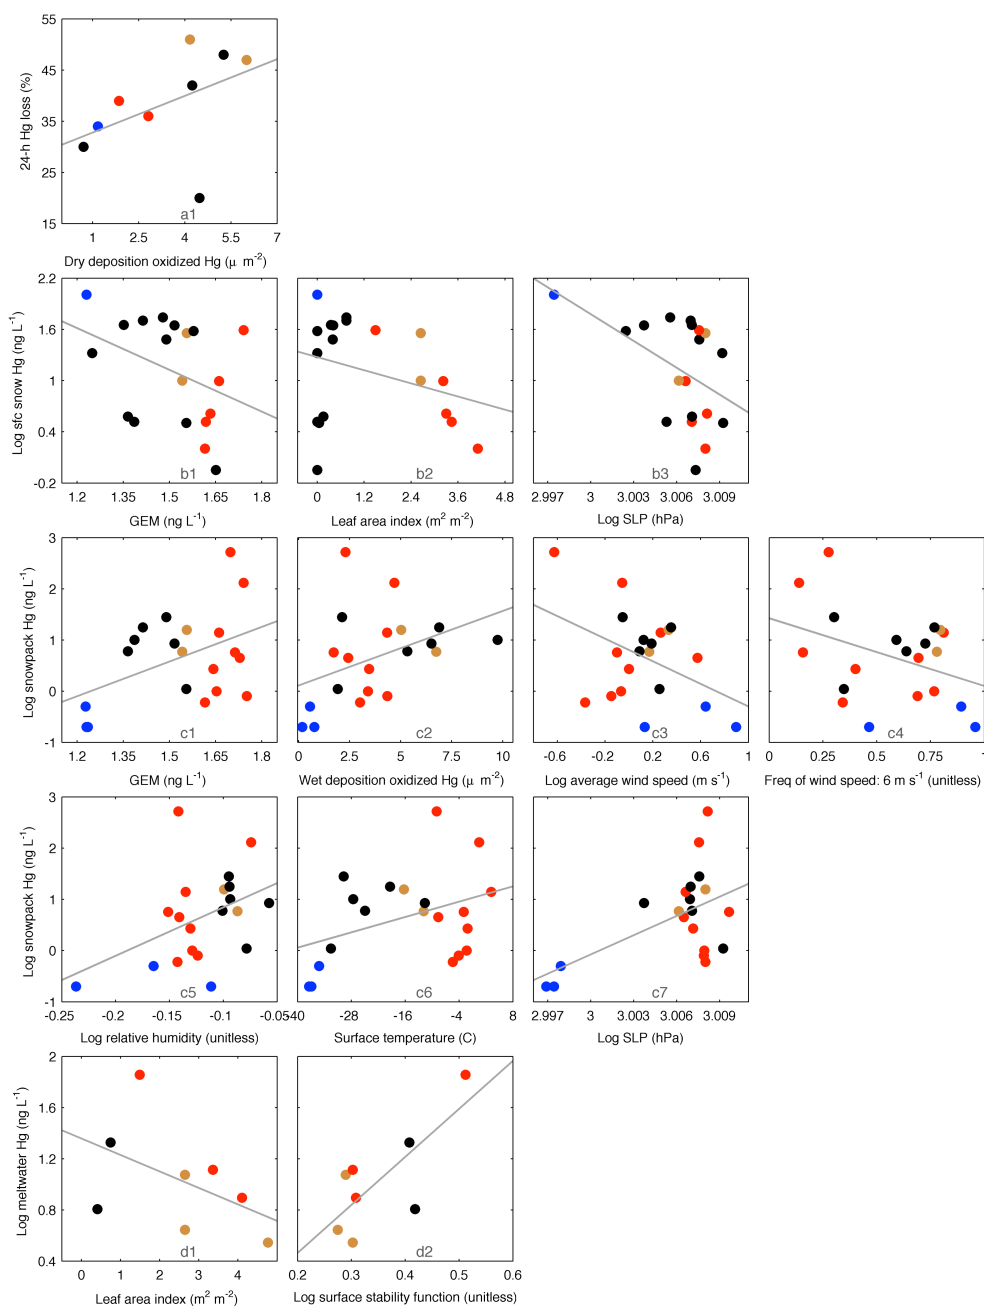 55
45
35
25
15
24-h Hg loss (%)
a1
1 2.5 4 5.5 7
Dry deposition oxidized Hg (μ m-2)
2.2
1.6
1
0.4
-0.2
Log sfc snow Hg (ng L-1)
b1 b2 b3
1.2 1.35 1.5 1.65 1.8 0 1.2 2.4 3.6 4.8 2.997 3 3.003 3.006 3.009
GEM (ng L-1) Leaf area index (m2 m-2) Log SLP (hPa)
3
2
1
0
-1
Log snowpack Hg (ng L-1)
c1 c2 c3 c4
1.2 1.35 1.5 1.65 1.8 0 2.5 5 7.5 10 -0.6 -0.2 0.2 0.6 1 0 0.25 0.5 0.75 1
GEM (ng L-1) Wet deposition oxidized Hg (μ m-2) Log average wind speed (m s-1) Freq of wind speed: 6 m s-1 (unitless)
3
2
1
0
-1
Log snowpack Hg (ng L-1)
c5 c6 c7
-0.25 -0.2 -0.15 -0.1 -0.05 -40 -28 -16 -4 8 2.997 3 3.003 3.006 3.009
Log relative humidity (unitless) Surface temperature (C) Log SLP (hPa)
2
1.6
1.2
0.8
0.4
Log meltwater Hg (ng L-1)
d1 d2
0 1 2 3 4 0.2 0.3 0.4 0.5 0.6
Leaf area index (m2 m-2) Log surface stability function (unitless)